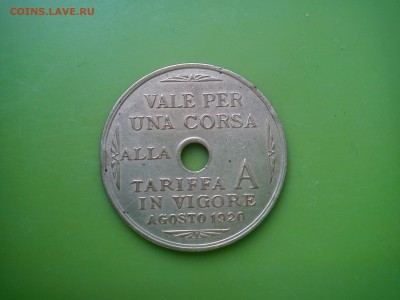 COINS.LAVE.RU
VALE PER
UNA CORSA
ALLA
TARIFFA A
IN VIGORE
AGOSTO 1920